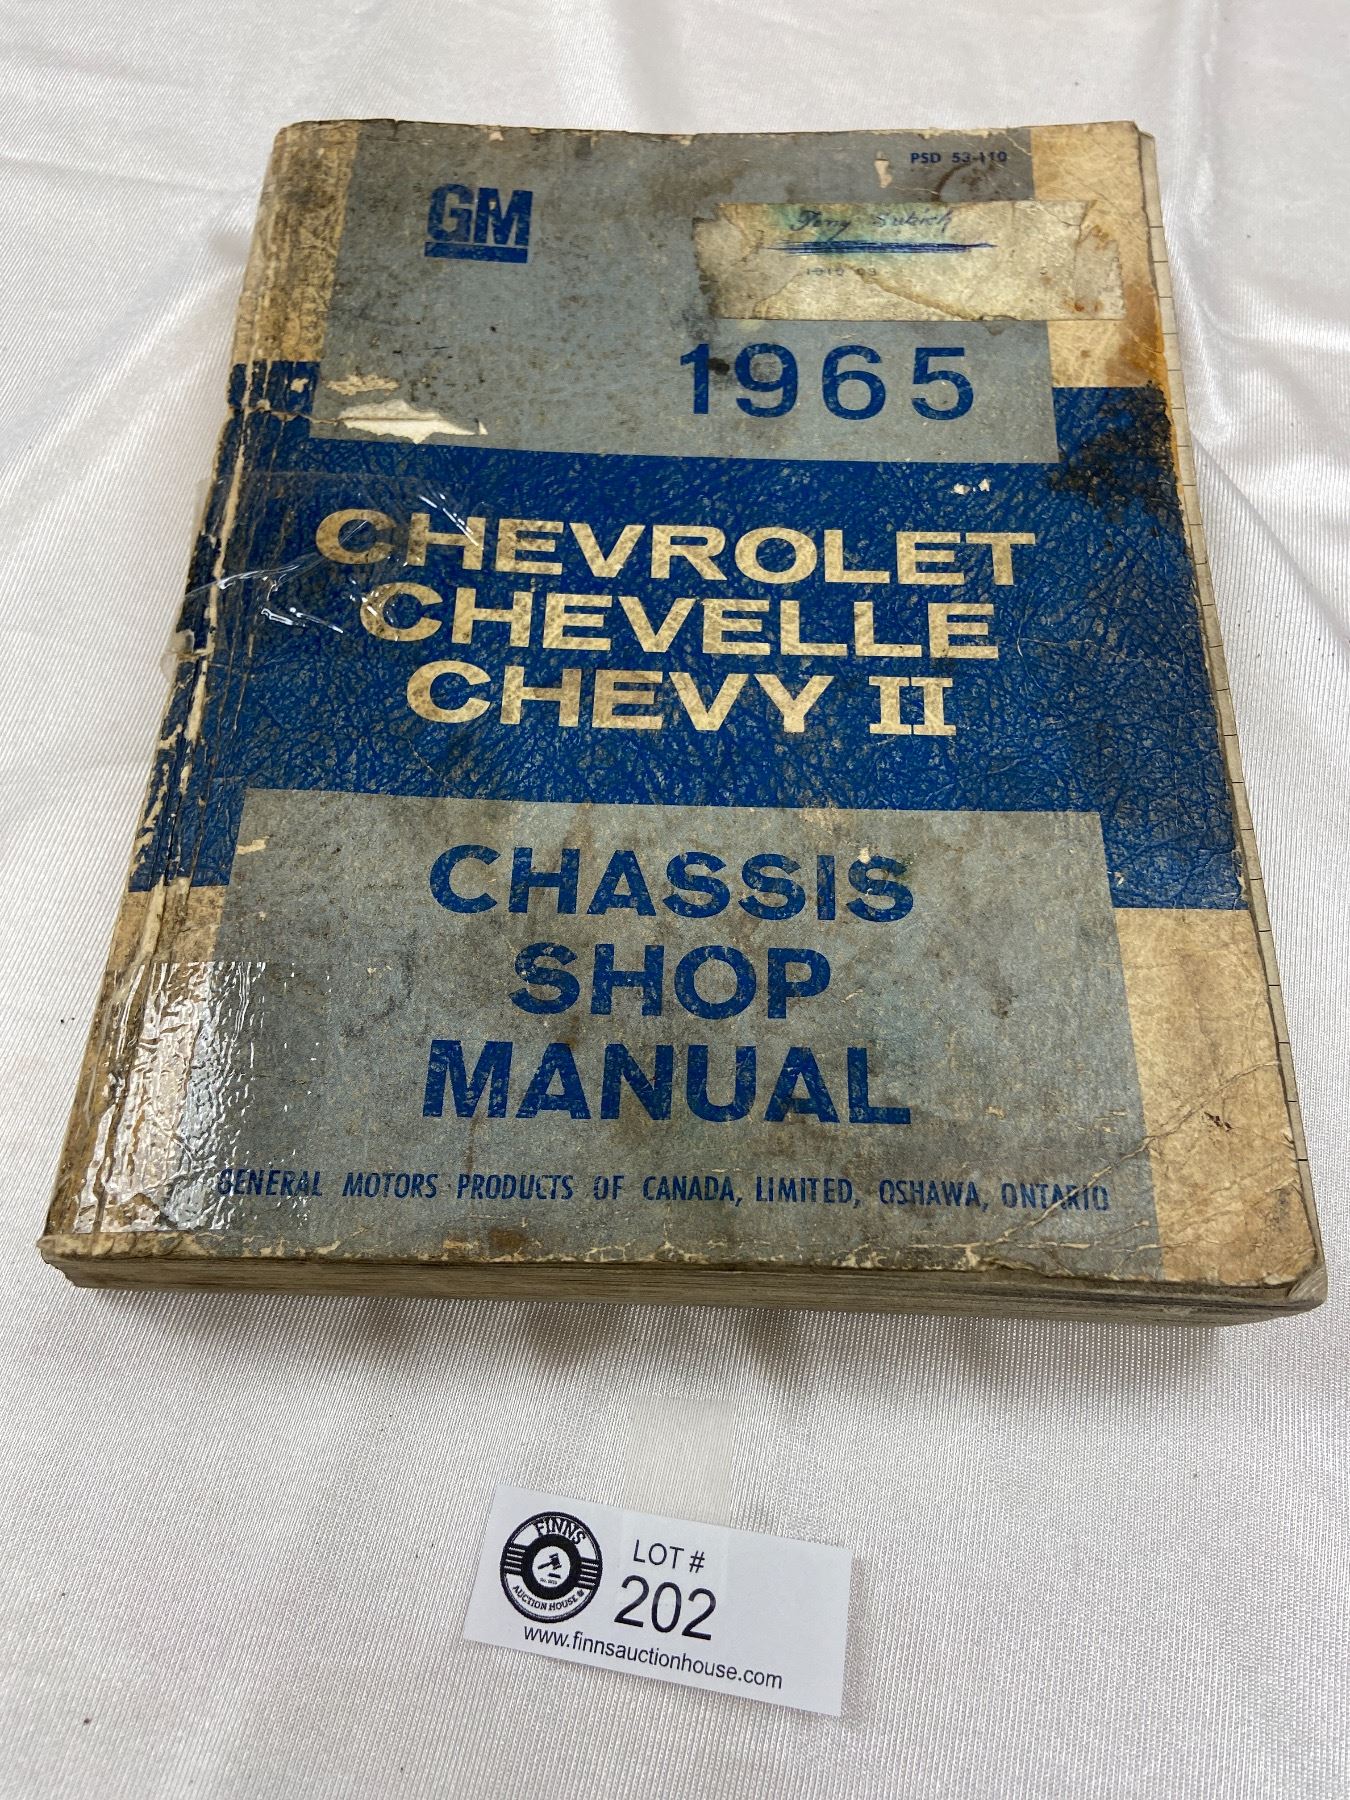 PSD 53-110
GM
1965
CHEVROLET
CHEVELLE
CHEVY II
CHASSIS
SHOP
MANUAL
GENERAL MOTORS PRODUCTS OF CANADA, LIMITED, OSHAWA, ONTARIO
FINNS
AUCTION HOUSE
LOT #
202
www.finnsauctionhouse.com